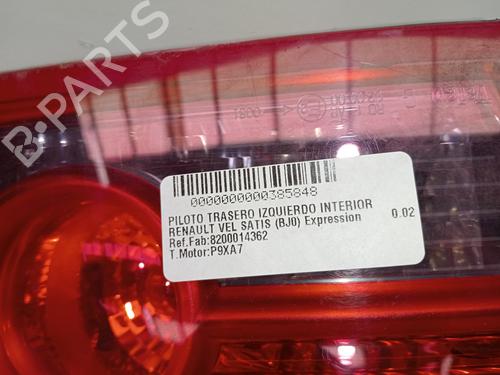 B-PARTS
0000000000385848
PILOTO TRASERO IZQUIERDO INTERIOR
RENAULT VEL SATIS (BJ0) Expression 0.02
Ref.Fab:8200014362
T.Motor:P9XA7